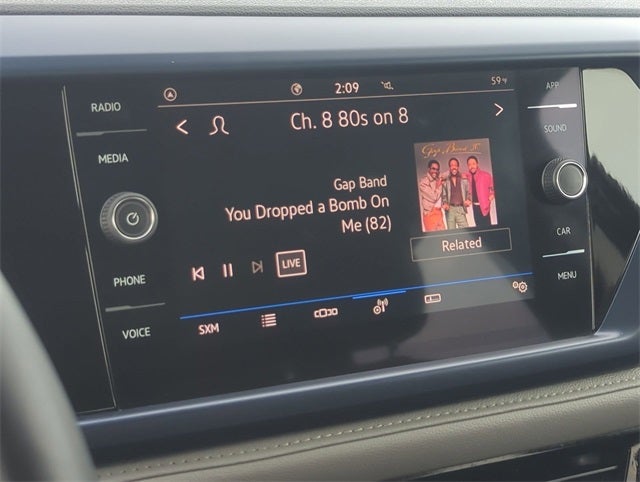 RADIO
MEDIA
PHONE
VOICE
2:09
59°F
Ch. 8 80s on 8
Gap Band
You Dropped a Bomb On
Me (82)
LIVE
Related
SXM
APP
SOUND
CAR
MENU